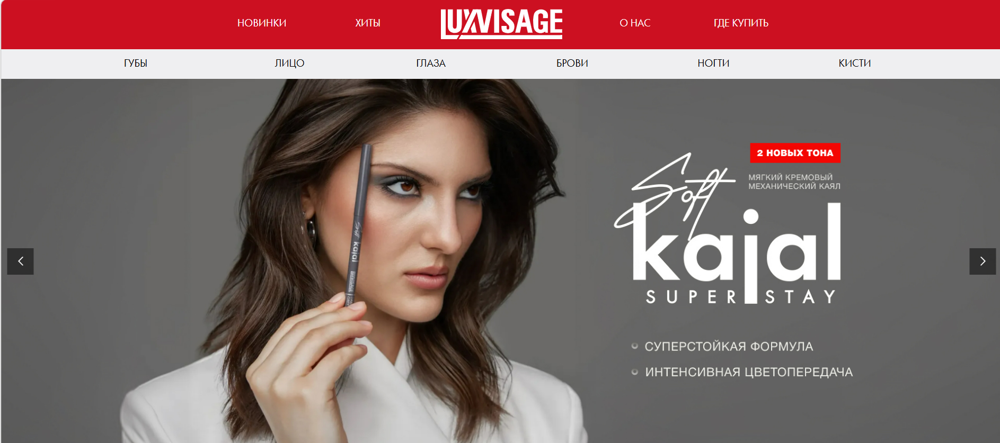 НОВИНКИ
ХИТЫ
LUXVISAGE
О НАС
ГДЕ КУПИТЬ
ГУБЫ
ЛИЦО
ГЛАЗА
БРОВИ
НОГТИ
КИСТИ
2 НОВЫХ ТОНА
МЯГКИЙ КРЕМОВЫЙ
МЕХАНИЧЕСКИЙ КАЯЛ
Soft
kajal
SUPER STAY
СУПЕРСТОЙКАЯ ФОРМУЛА
ИНТЕНСИВНАЯ ЦВЕТОПЕРЕДАЧА
Soft kajal
LUXVISAGE